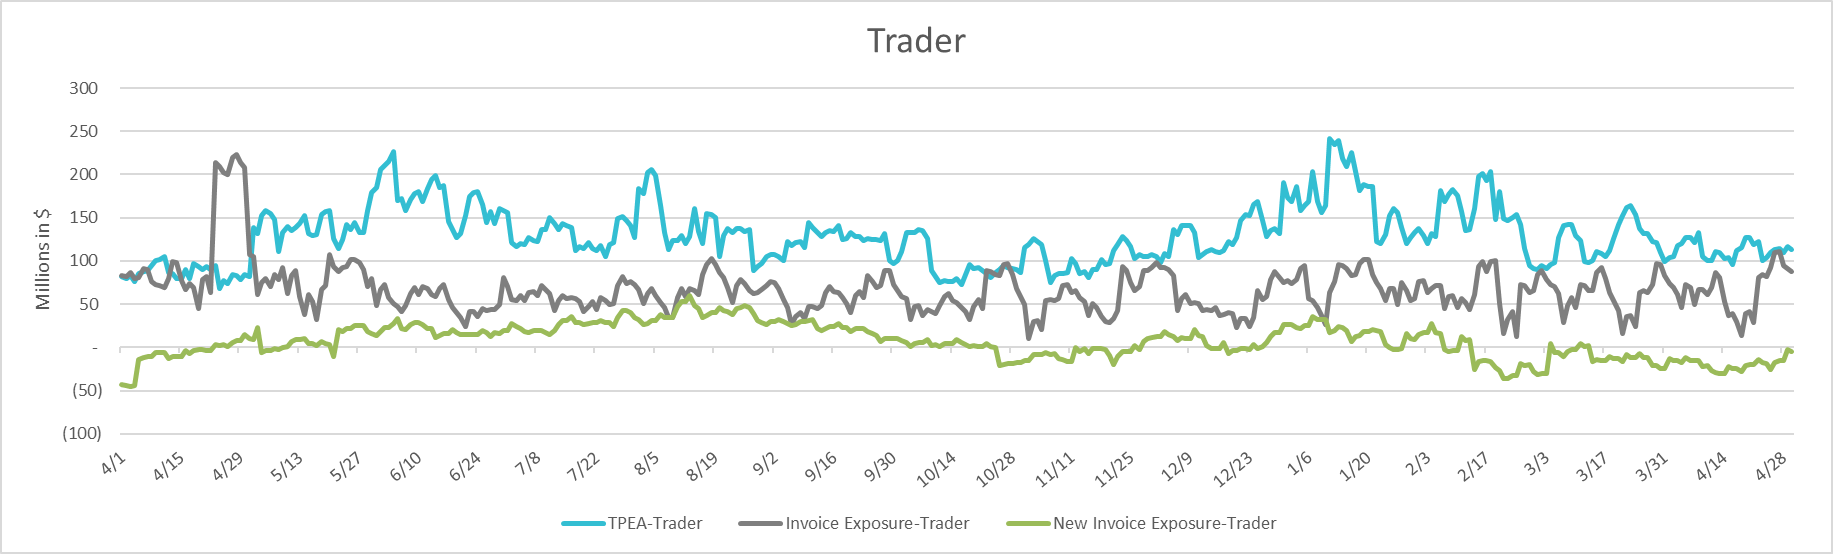 Trader
Millions in $
300
250
200
150
100
50
-
(50)
(100)
4/1 4/15 4/29 5/13 5/27 6/10 6/24 7/8 7/22 8/5 8/19 9/2 9/16 9/30 10/14 10/28 11/11 11/25 12/9 12/23 1/6 1/20 2/3 2/17 3/3 3/17 3/31 4/14 4/28
TPEA-Trader Invoice Exposure-Trader New Invoice Exposure-Trader